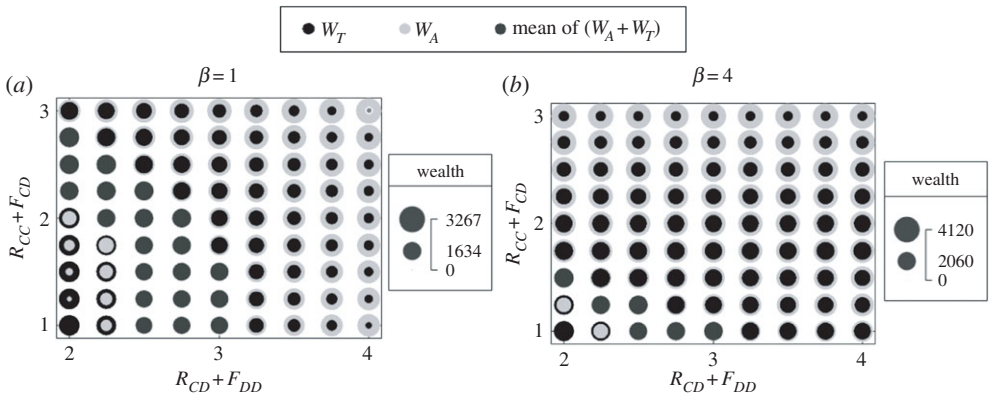 W_T W_A mean of (W_A + W_T)
(a) β = 1
R_CC + F_CD
3
2
1
2 3 4
R_CD + F_DD
wealth
3267
1634
0
(b) β = 4
R_CC + F_CD
3
2
1
2 3 4
R_CD + F_DD
wealth
4120
2060
0